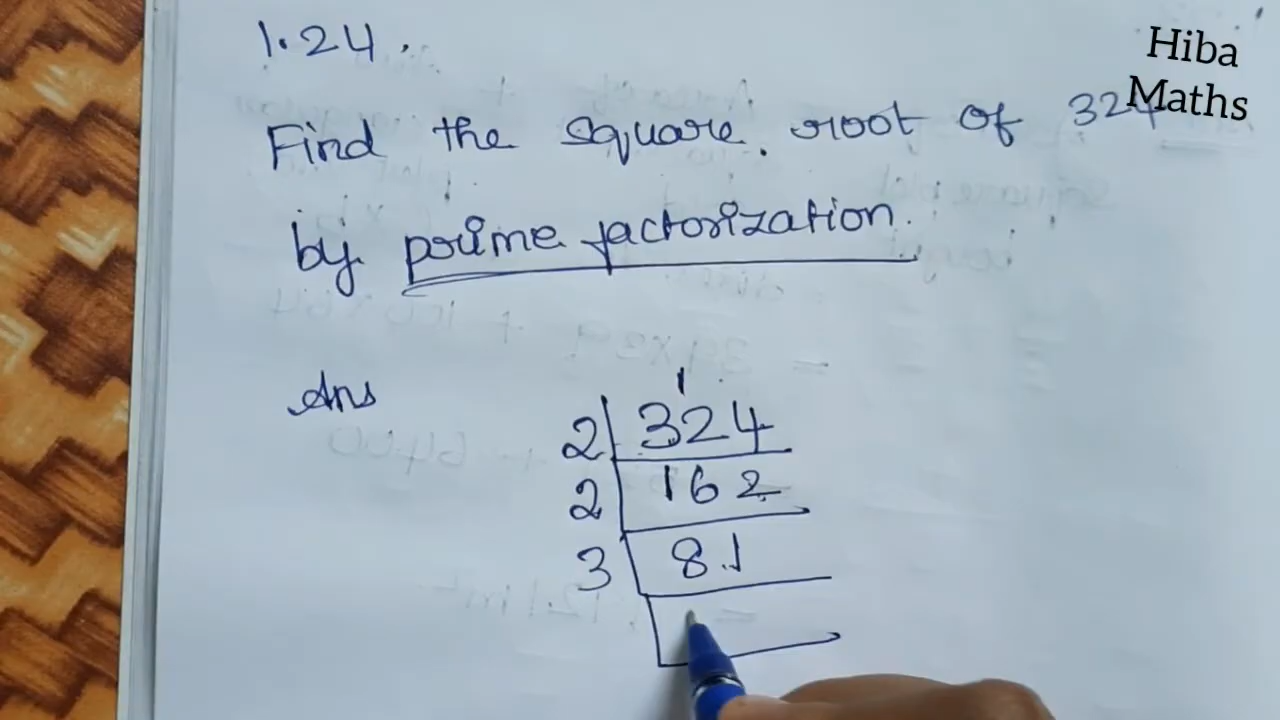 1.24.
Hiba
Maths
Find the square root of 324
by prime factorization.
Ans
1
2 324
2 162
3 81